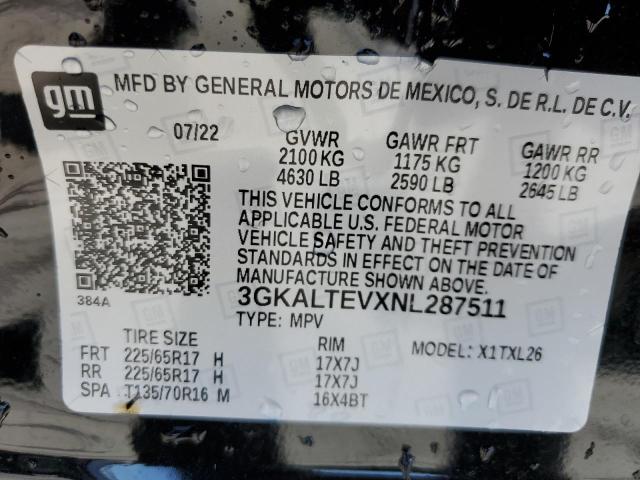 gm
MFD BY GENERAL MOTORS DE MEXICO, S. DE R.L. DE C.V.
07/22 GVWR GAWR FRT GAWR RR
2100 KG 1175 KG 1200 KG
4630 LB 2590 LB 2645 LB
THIS VEHICLE CONFORMS TO ALL
APPLICABLE U.S. FEDERAL MOTOR
VEHICLE SAFETY AND THEFT PREVENTION
STANDARDS IN EFFECT ON THE DATE OF
MANUFACTURE SHOWN ABOVE.
384A
3GKALTEVXNL287511
TYPE: MPV
TIRE SIZE RIM MODEL: X1TXL26
FRT 225/65R17 H 17X7J
RR 225/65R17 H 17X7J
SPA : T135/70R16 M 16X4BT